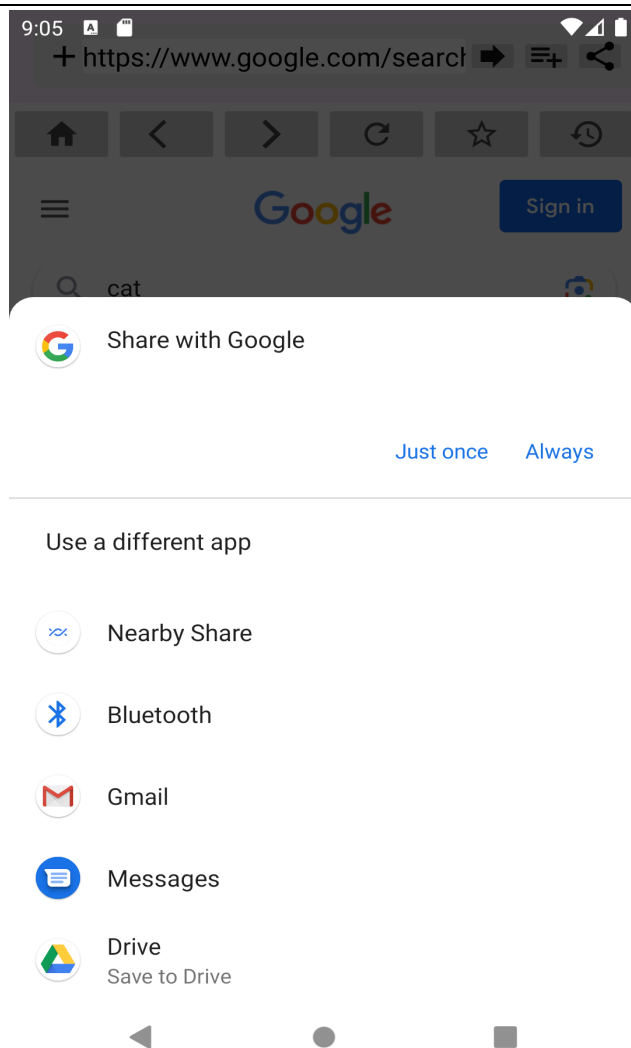 9:05
https://www.google.com/search
Google
Sign in
cat
Share with Google
Just once
Always
Use a different app
Nearby Share
Bluetooth
Gmail
Messages
Drive
Save to Drive